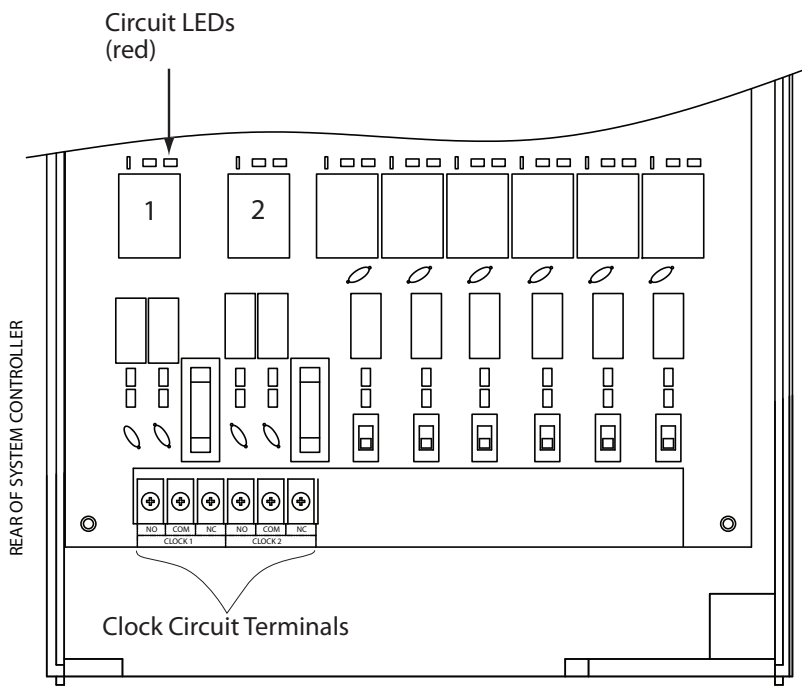 Circuit LEDs
(red)
1
2
REAR OF SYSTEM CONTROLLER
NO COM NC NO COM NC
CLOCK 1 CLOCK 2
Clock Circuit Terminals